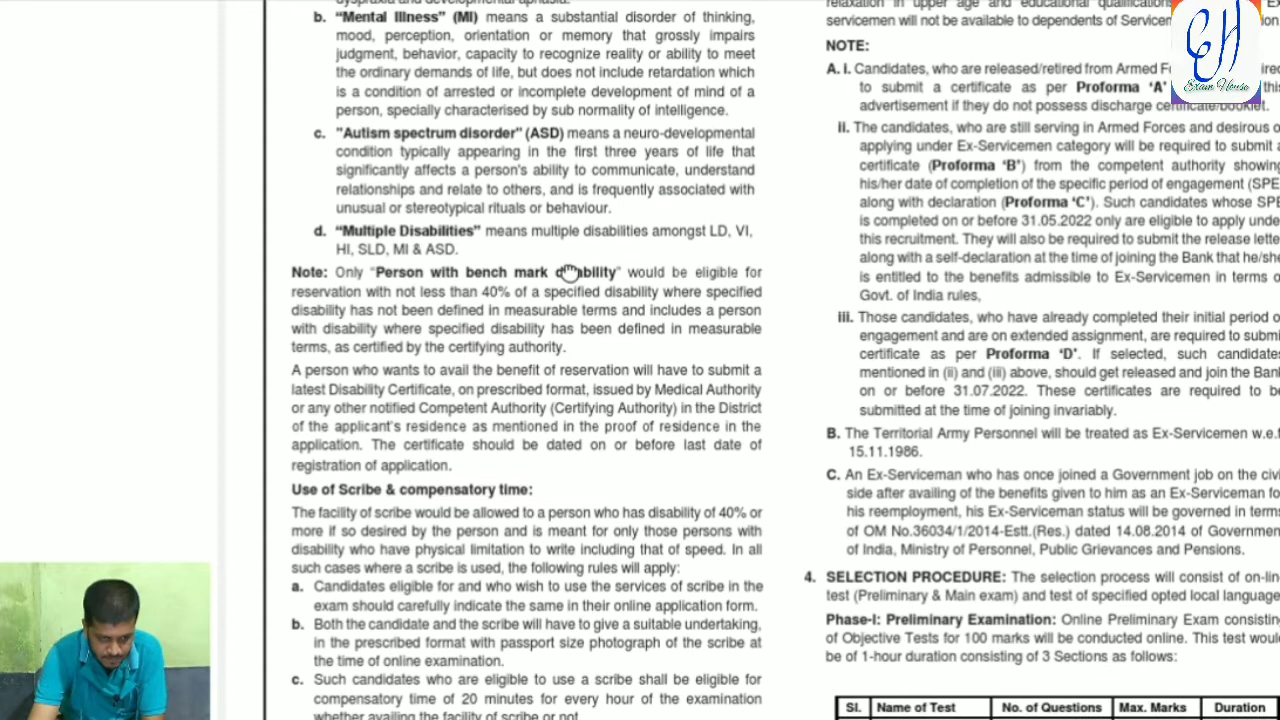 b. “Mental Illness” (MI) means a substantial disorder of thinking,
mood, perception, orientation or memory that grossly impairs
judgment, behavior, capacity to recognize reality or ability to meet
the ordinary demands of life, but does not include retardation which
is a condition of arrested or incomplete development of mind of a
person, specially characterised by sub normality of intelligence.
c. "Autism spectrum disorder" (ASD) means a neuro-developmental
condition typically appearing in the first three years of life that
significantly affects a person's ability to communicate, understand
relationships and relate to others, and is frequently associated with
unusual or stereotypical rituals or behaviour.
d. “Multiple Disabilities” means multiple disabilities amongst LD, VI,
HI, SLD, MI & ASD.
Note: Only “Person with bench mark disability” would be eligible for
reservation with not less than 40% of a specified disability where specified
disability has not been defined in measurable terms and includes a person
with disability where specified disability has been defined in measurable
terms, as certified by the certifying authority.
A person who wants to avail the benefit of reservation will have to submit a
latest Disability Certificate, on prescribed format, issued by Medical Authority
or any other notified Competent Authority (Certifying Authority) in the District
of the applicant's residence as mentioned in the proof of residence in the
application. The certificate should be dated on or before last date of
registration of application.
Use of Scribe & compensatory time:
The facility of scribe would be allowed to a person who has disability of 40% or
more if so desired by the person and is meant for only those persons with
disability who have physical limitation to write including that of speed. In all
such cases where a scribe is used, the following rules will apply:
a. Candidates eligible for and who wish to use the services of scribe in the
exam should carefully indicate the same in their online application form.
b. Both the candidate and the scribe will have to give a suitable undertaking,
in the prescribed format with passport size photograph of the scribe at
the time of online examination.
c. Such candidates who are eligible to use a scribe shall be eligible for
compensatory time of 20 minutes for every hour of the examination
whether availing the facility of scribe or not.
relaxation in upper age and educational qualifications
servicemen will not be available to dependents of Servicem
NOTE:
A. i. Candidates, who are released/retired from Armed F
to submit a certificate as per Proforma ‘A’ this
advertisement if they do not possess discharge certificate/booklet.
ii. The candidates, who are still serving in Armed Forces and desirous o
applying under Ex-Servicemen category will be required to submit a
certificate (Proforma ‘B’) from the competent authority showing
his/her date of completion of the specific period of engagement (SPE
along with declaration (Proforma ‘C’). Such candidates whose SPE
is completed on or before 31.05.2022 only are eligible to apply unde
this recruitment. They will also be required to submit the release lette
along with a self-declaration at the time of joining the Bank that he/she
is entitled to the benefits admissible to Ex-Servicemen in terms o
Govt. of India rules,
iii. Those candidates, who have already completed their initial period o
engagement and are on extended assignment, are required to submi
certificate as per Proforma ‘D’. If selected, such candidate
mentioned in (ii) and (iii) above, should get released and join the Bank
on or before 31.07.2022. These certificates are required to b
submitted at the time of joining invariably.
B. The Territorial Army Personnel will be treated as Ex-Servicemen w.e.f
15.11.1986.
C. An Ex-Serviceman who has once joined a Government job on the civi
side after availing of the benefits given to him as an Ex-Serviceman fo
his reemployment, his Ex-Serviceman status will be governed in terms
of OM No.36034/1/2014-Estt.(Res.) dated 14.08.2014 of Governmen
of India, Ministry of Personnel, Public Grievances and Pensions.
4. SELECTION PROCEDURE: The selection process will consist of on-lin
test (Preliminary & Main exam) and test of specified opted local language
Phase-I: Preliminary Examination: Online Preliminary Exam consistin
of Objective Tests for 100 marks will be conducted online. This test woul
be of 1-hour duration consisting of 3 Sections as follows:
Sl. Name of Test No. of Questions Max. Marks Duration
EH
Exam House